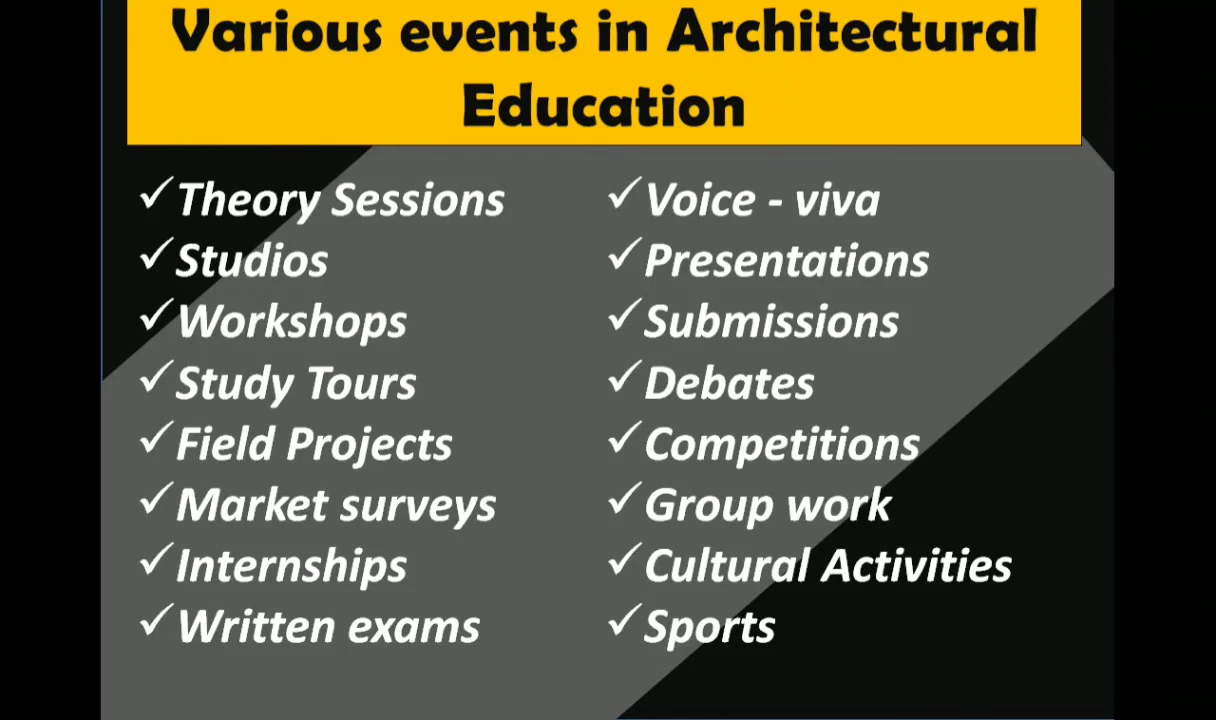 Various events in Architectural
Education
✓Theory Sessions
✓Studios
✓Workshops
✓Study Tours
✓Field Projects
✓Market surveys
✓Internships
✓Written exams
✓Voice - viva
✓Presentations
✓Submissions
✓Debates
✓Competitions
✓Group work
✓Cultural Activities
✓Sports